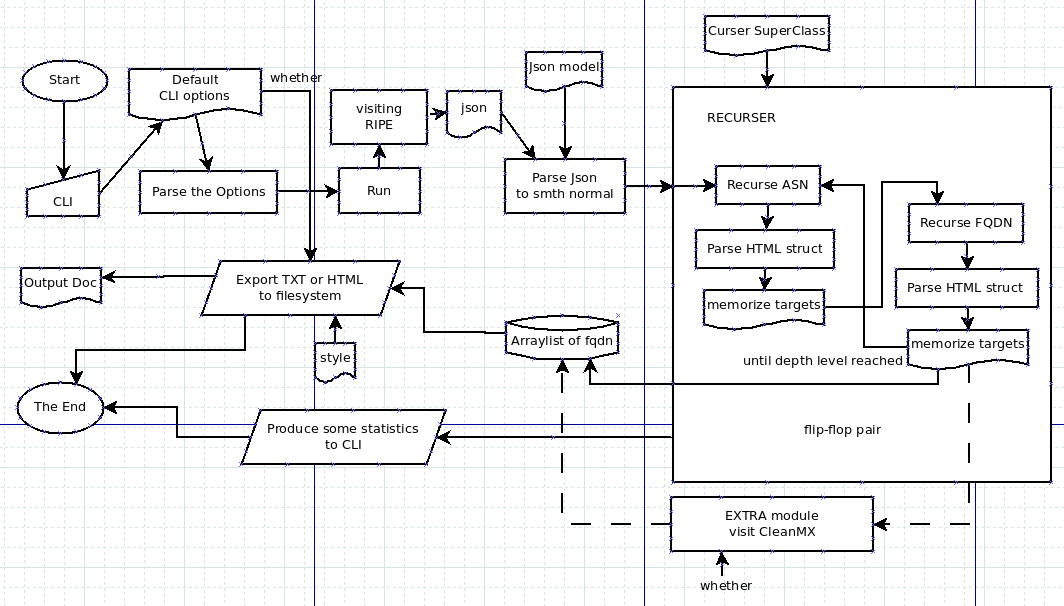 Curser SuperClass
Start
Default
CLI options
whether
Json model
visiting
RIPE
json
RECURSER
CLI
Parse the Options
Run
Parse Json
to smth normal
Recurse ASN
Recurse FQDN
Parse HTML struct
Parse HTML struct
Output Doc
Export TXT or HTML
to filesystem
memorize targets
style
Arraylist of fqdn
memorize targets
until depth level reached
The End
Produce some statistics
to CLI
flip-flop pair
EXTRA module
visit CleanMX
whether